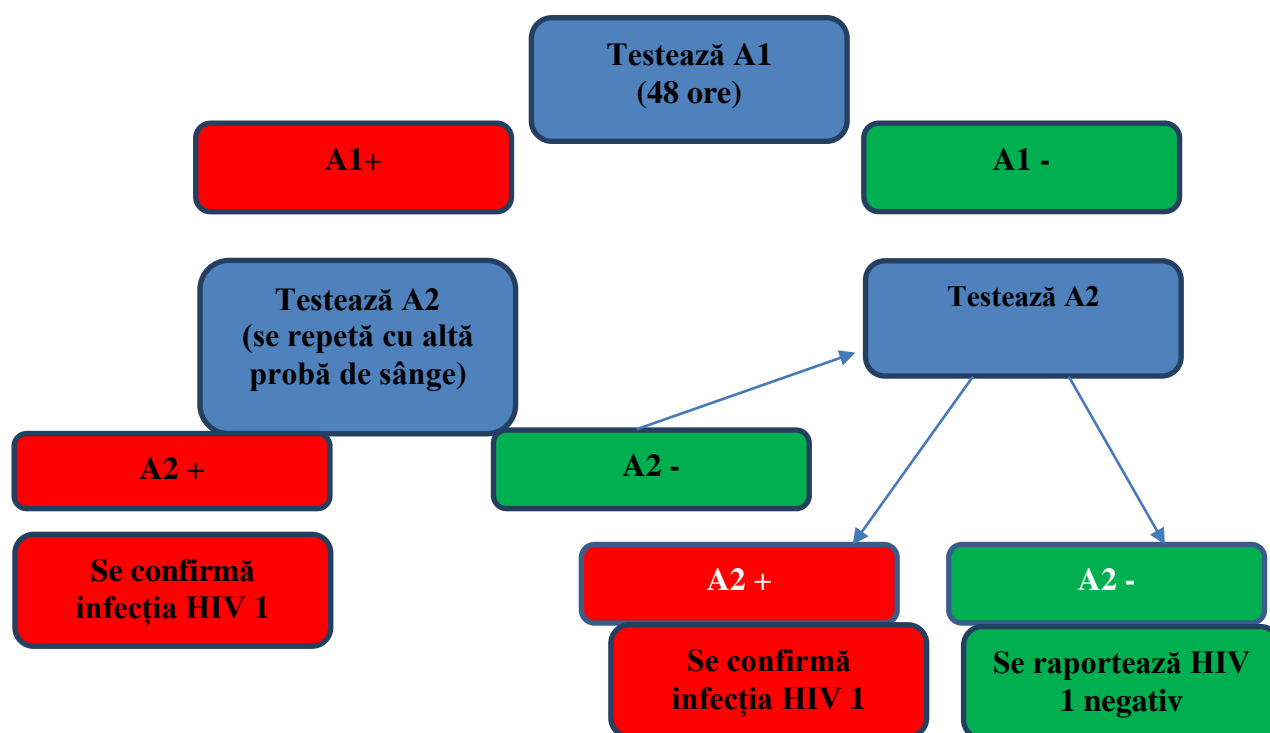 Testează A1
(48 ore)
A1+
A1 -
Testează A2
(se repetă cu altă
probă de sânge)
Testează A2
A2 +
A2 -
Se confirmă
infecția HIV 1
A2 +
A2 -
Se confirmă
infecția HIV 1
Se raportează HIV
1 negativ